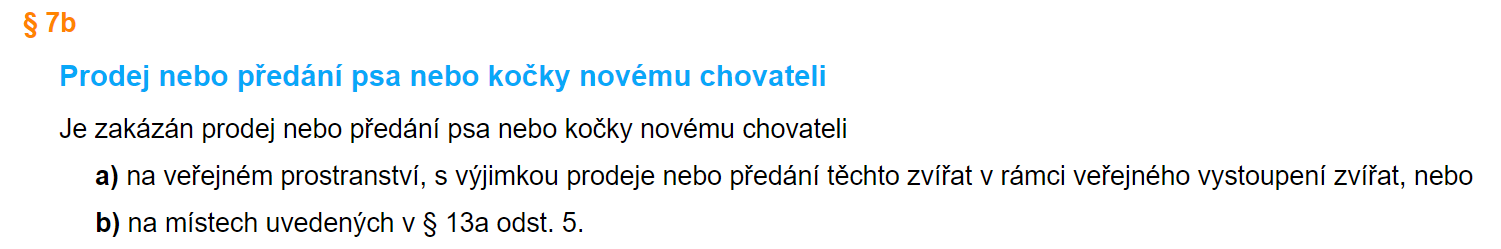 § 7b
Prodej nebo předání psa nebo kočky novému chovateli
Je zakázán prodej nebo předání psa nebo kočky novému chovateli
a) na veřejném prostranství, s výjimkou prodeje nebo předání těchto zvířat v rámci veřejného vystoupení zvířat, nebo
b) na místech uvedených v § 13a odst. 5.